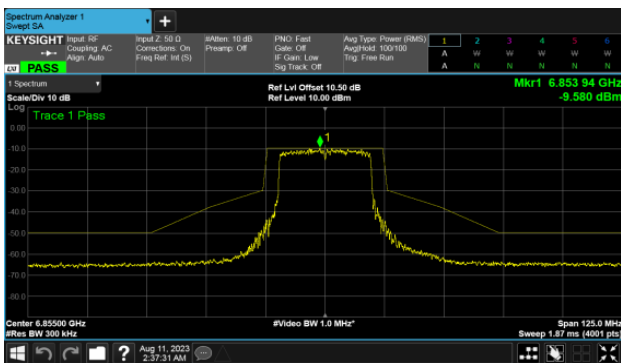 Spectrum Analyzer 1
Swept SA
KEYSIGHT Input: RF Input Z: 50 Ω #Atten: 10 dB PNO: Fast Avg Type: Power (RMS) 1 2 3 4 5 6
Coupling: AC Corrections: On Preamp: Off Gate: Off Avg|Hold: 100/100 A W W W W W
Align: Auto Freq Ref: Int (S) IF Gain: Low Trig: Free Run
LXI PASS Sig Track: Off A N N N N N
1 Spectrum Ref Lvl Offset 10.50 dB Mkr1 6.853 94 GHz
Scale/Div 10 dB Ref Level 10.00 dBm -9.580 dBm
Log Trace 1 Pass
0.00
1
-10.0
-20.0
-30.0
-40.0
-50.0
-60.0
-70.0
-80.0
Center 6.85500 GHz #Video BW 1.0 MHz* Span 125.0 MHz
#Res BW 300 kHz Sweep 1.87 ms (4001 pts)
? Aug 11, 2023
2:37:31 AM